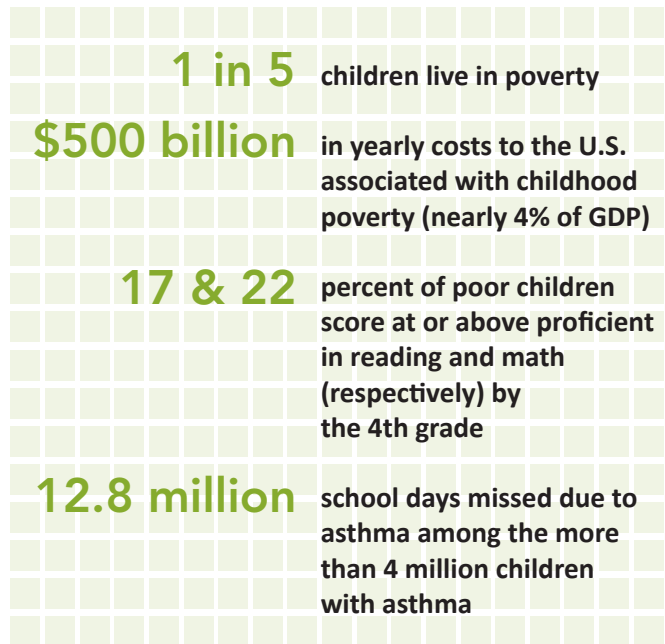 1 in 5 children live in poverty
$500 billion in yearly costs to the U.S.
associated with childhood
poverty (nearly 4% of GDP)
17 & 22 percent of poor children
score at or above proficient
in reading and math
(respectively) by
the 4th grade
12.8 million school days missed due to
asthma among the more
than 4 million children
with asthma